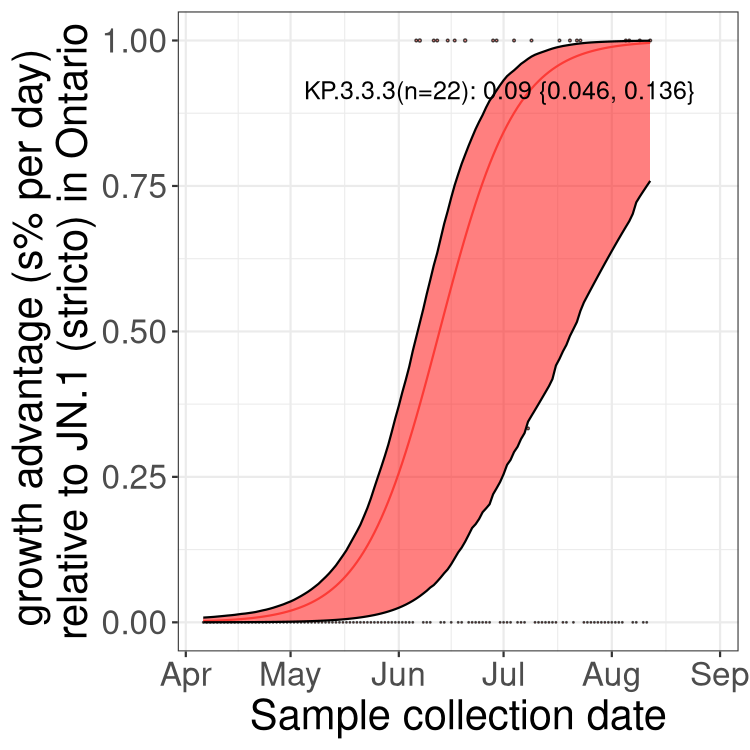 growth advantage (s% per day)
relative to JN.1 (stricto) in Ontario
1.00
0.75
0.50
0.25
0.00
KP.3.3.3(n=22): 0.09 {0.046, 0.136}
Apr May Jun Jul Aug Sep
Sample collection date